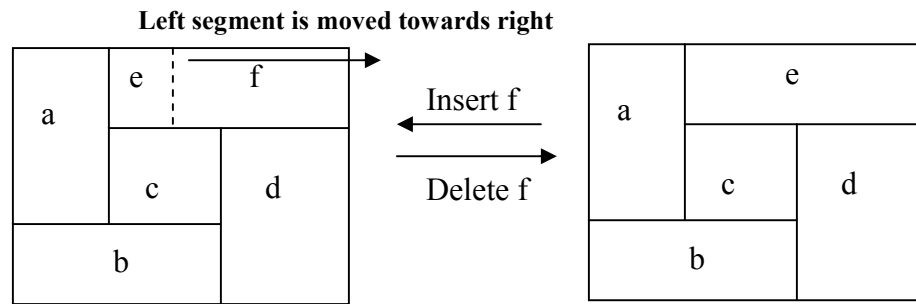 Left segment is moved towards right
e
f
a
Insert f
c
d
Delete f
b
e
a
c
d
b